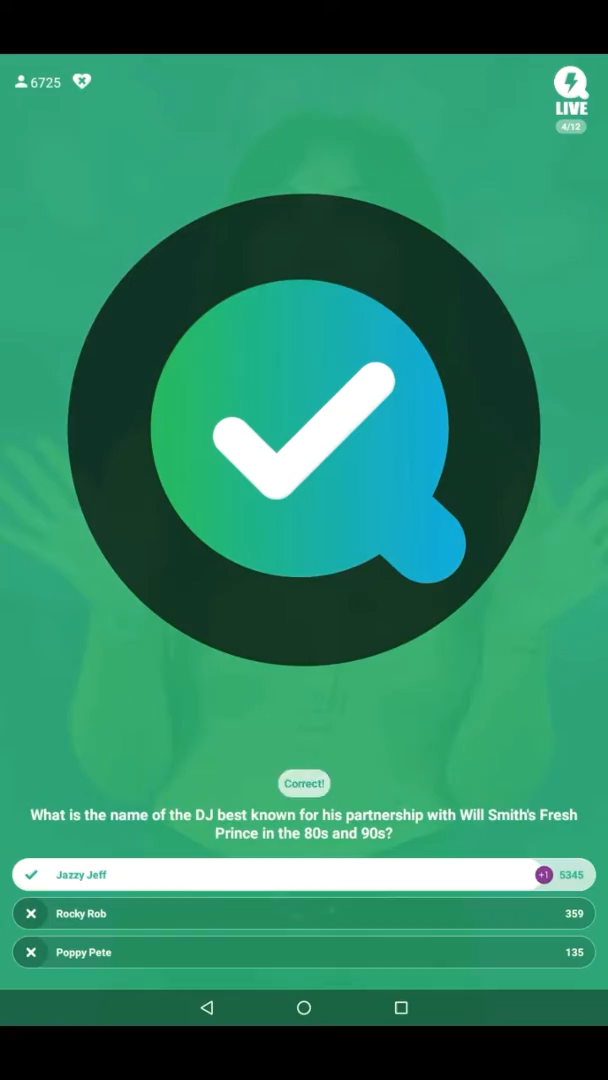 6725
LIVE
4/12
Correct!
What is the name of the DJ best known for his partnership with Will Smith's Fresh
Prince in the 80s and 90s?
Jazzy Jeff +1 5345
Rocky Rob 359
Poppy Pete 135